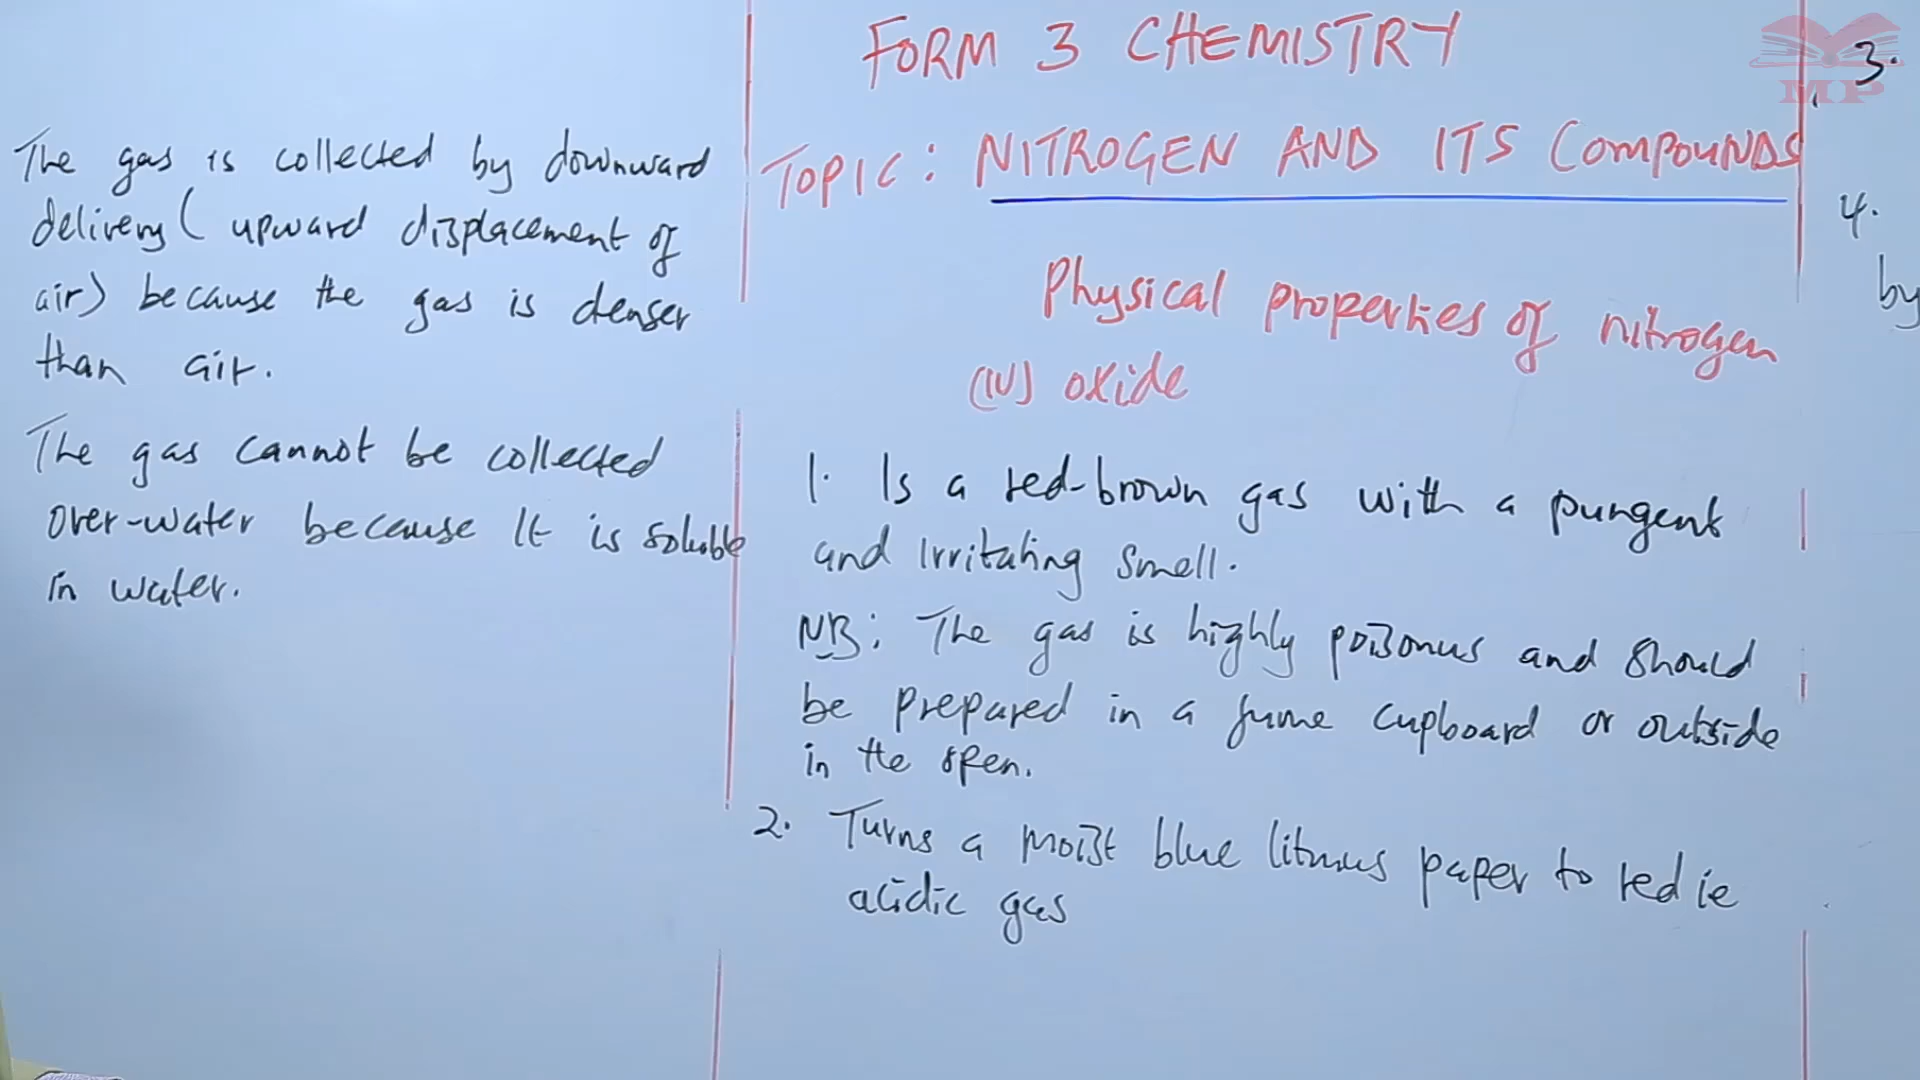 The gas is collected by downward
delivery ( upward displacement of
air) because the gas is denser
than air.
The gas cannot be collected
over-water because It is soluble
in water.
FORM 3 CHEMISTRY
TOPIC: NITROGEN AND ITS COMPOUNDS
Physical properties of nitrogen
(IV) oxide
1. Is a red-brown gas with a pungent
and irritating smell.
NB: The gas is highly poisonus and should
be prepared in a fume cupboard or outside
in the open.
2. Turns a moist blue litmus paper to red ie
acidic gas
3.
4.
by
MP